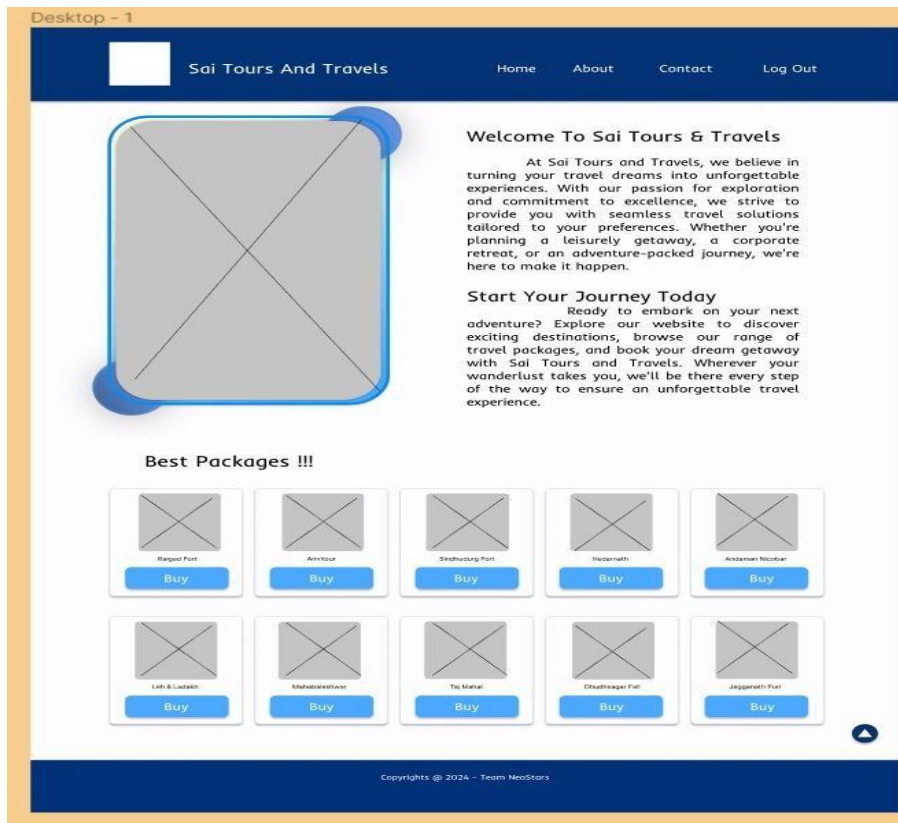 Desktop - 1
Sai Tours And Travels
Home About Contact Log Out
Welcome To Sai Tours & Travels
At Sai Tours and Travels, we believe in
turning your travel dreams into unforgettable
experiences. With our passion for exploration
and commitment to excellence, we strive to
provide you with seamless travel solutions
tailored to your preferences. Whether you're
planning a leisurely getaway, a corporate
retreat, or an adventure-packed journey, we're
here to make it happen.
Start Your Journey Today
Ready to embark on your next
adventure? Explore our website to discover
exciting destinations, browse our range of
travel packages, and book your dream getaway
with Sai Tours and Travels. Wherever your
wanderlust takes you, we'll be there every step
of the way to ensure an unforgettable travel
experience.
Best Packages !!!
Raigad Fort Amritsur Sindhudurg Fort Kedarnath Andaman Nicobar
Buy Buy Buy Buy Buy
Leh & Ladakh Mahabaleshwar Taj Mahal Dhudhsagar Fall Jagganath Puri
Buy Buy Buy Buy Buy
Copyrights @ 2024 - Team NeoStars